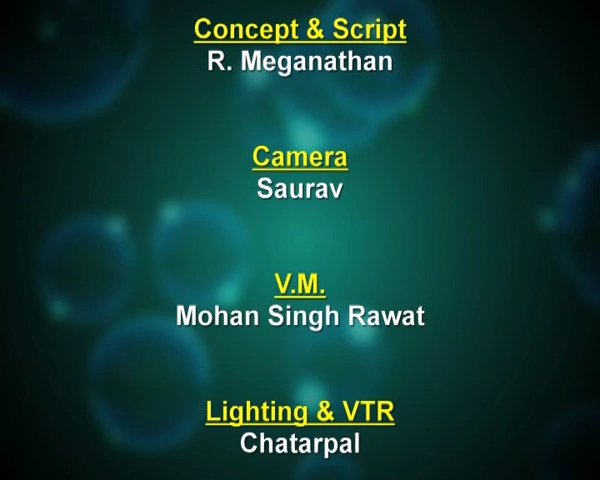 Concept & Script
R. Meganathan
Camera
Saurav
V.M.
Mohan Singh Rawat
Lighting & VTR
Chatarpal